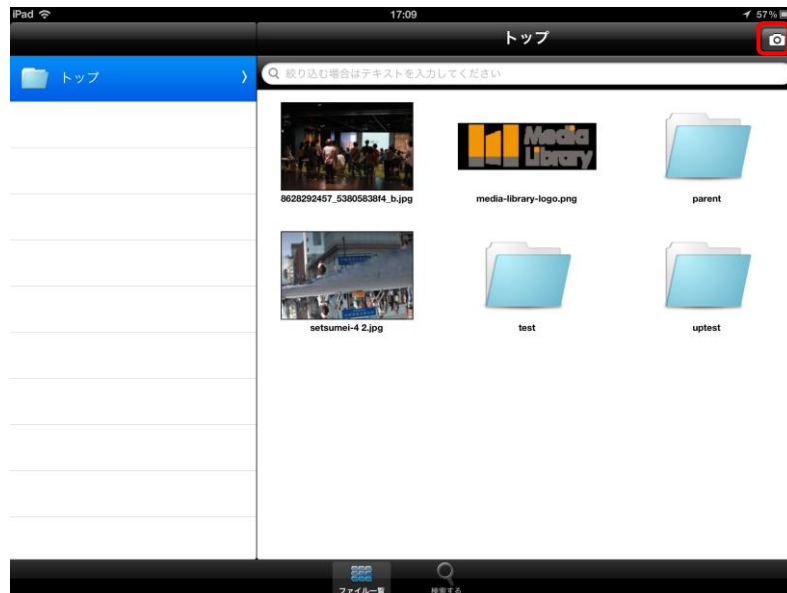 iPad
17:09
57%
トップ
トップ
絞り込む場合はテキストを入力してください
Media
Library
8628292457_53805838f4_b.jpg
media-library-logo.png
parent
setsumei-4 2.jpg
test
uptest
ファイル一覧
検索する